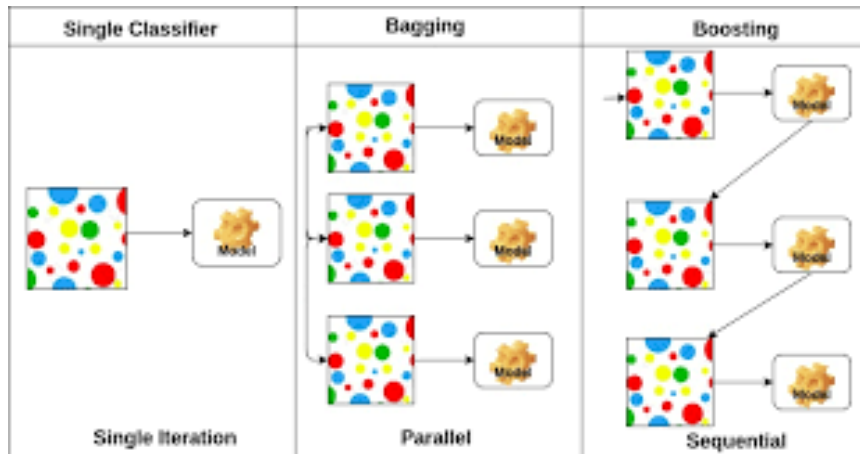 Single Classifier
Bagging
Boosting
Model
Model
Model
Model
Model
Model
Model
Single Iteration
Parallel
Sequential